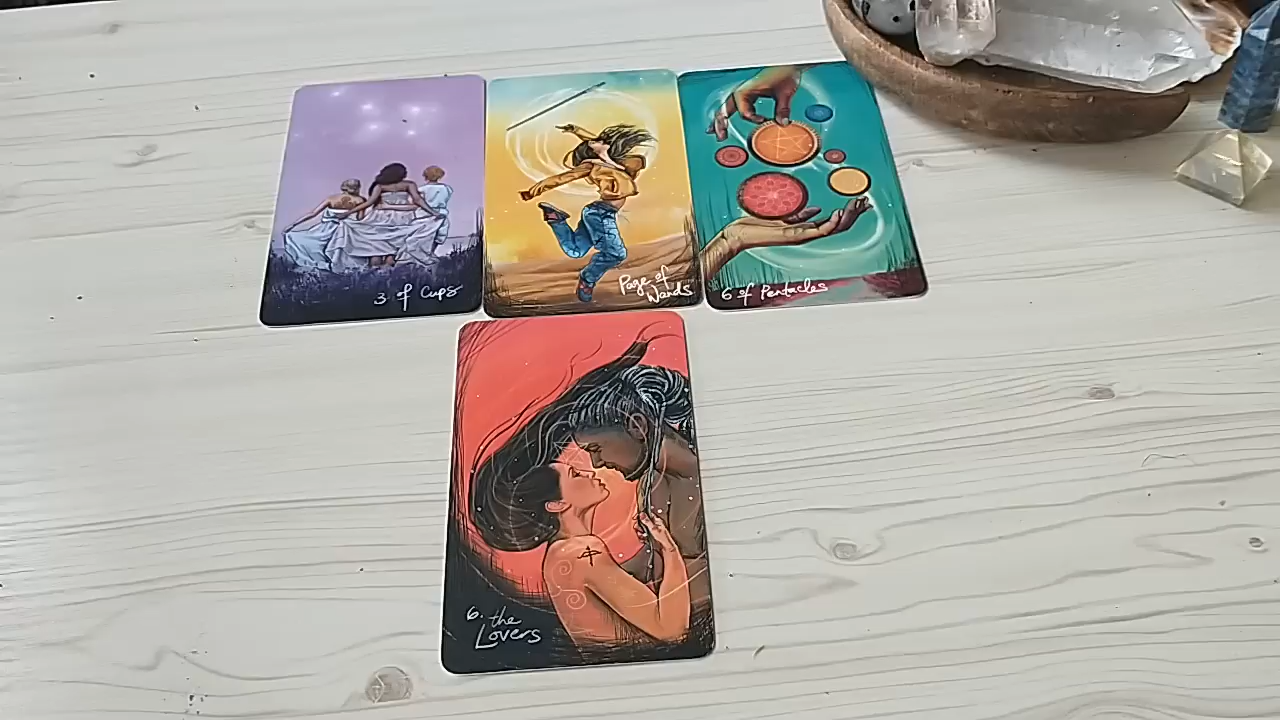 3 of Cups
Page of
Wands
6 of Pentacles
6. the
Lovers